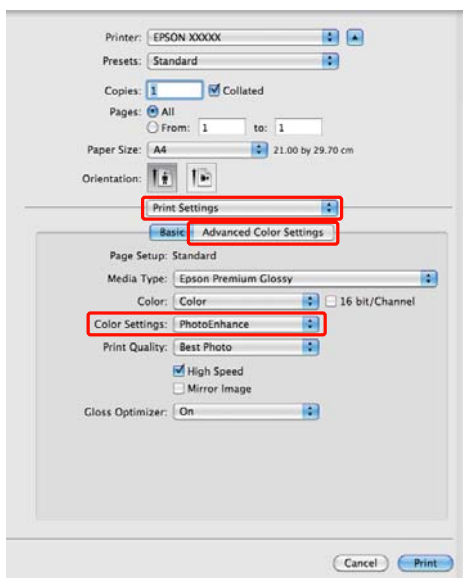 Printer: EPSON XXXXX
Presets: Standard
Copies: 1 Collated
Pages: All
From: 1 to: 1
Paper Size: A4 21.00 by 29.70 cm
Orientation:
Print Settings
Basic Advanced Color Settings
Page Setup: Standard
Media Type: Epson Premium Glossy
Color: Color 16 bit/Channel
Color Settings: PhotoEnhance
Print Quality: Best Photo
High Speed
Mirror Image
Gloss Optimizer: On
Cancel Print